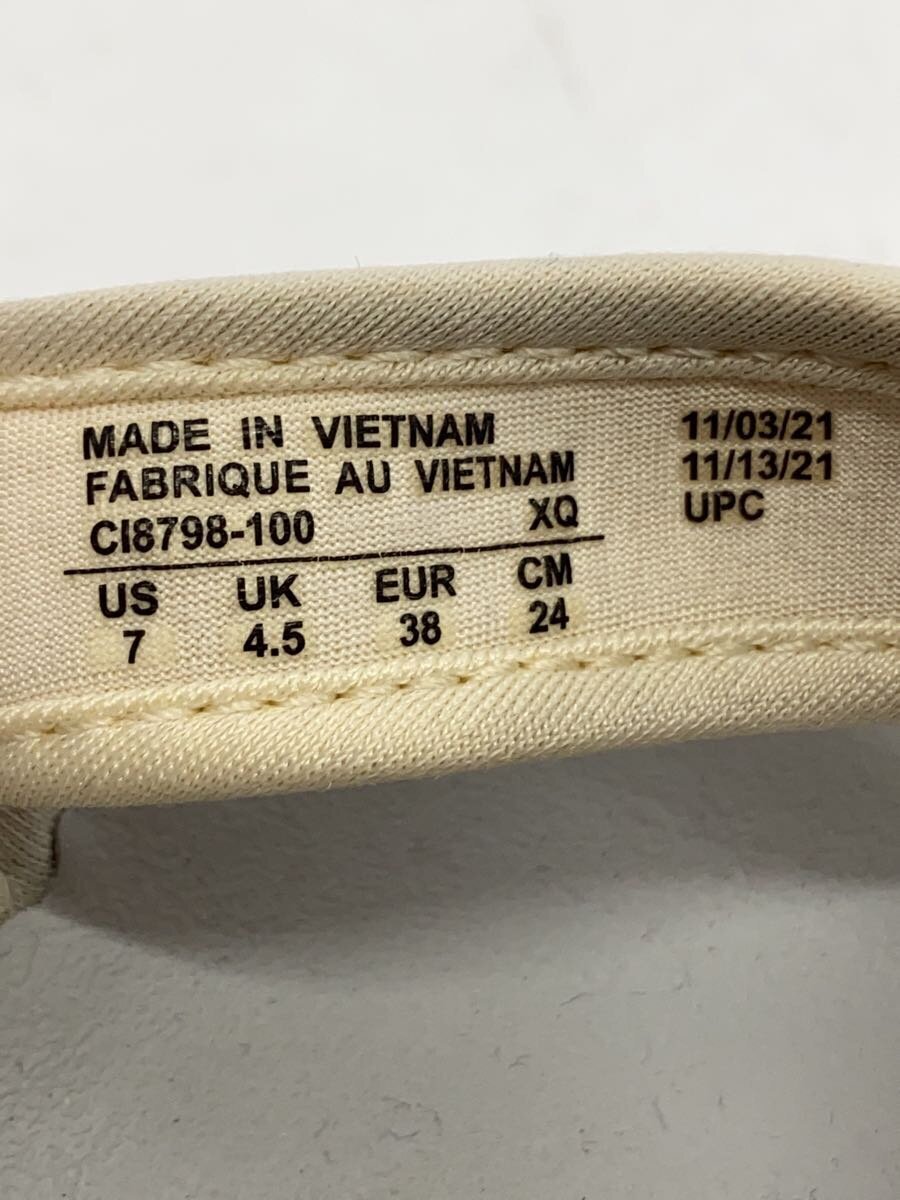 MADE IN VIETNAM
FABRIQUE AU VIETNAM
CI8798-100 XQ
US UK EUR CM
7 4.5 38 24
11/03/21
11/13/21
UPC